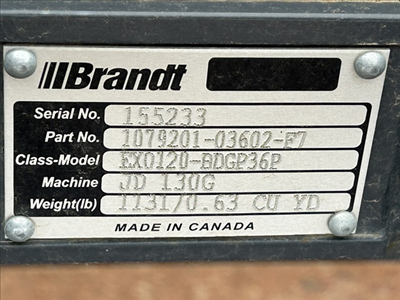 Brandt
Serial No. 155233
Part No. 1079201-03602-F7
Class-Model EX0120-BDGP36P
Machine JD 130G
Weight(lb) 1131/0.63 CU YD
MADE IN CANADA